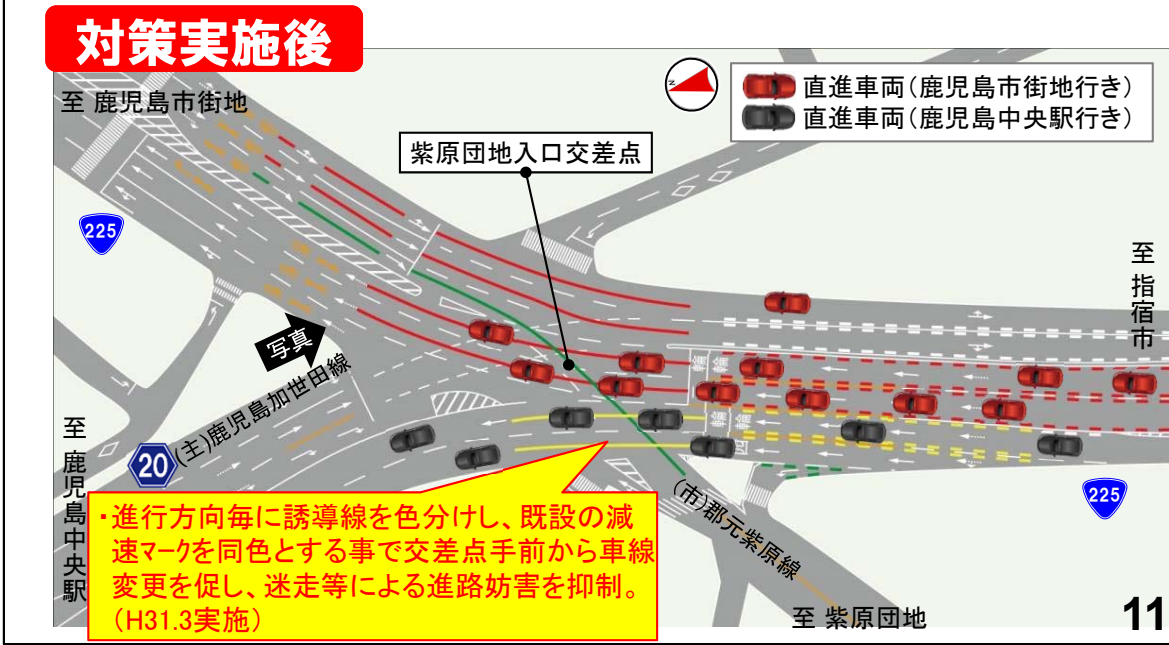 対策実施後
至 鹿児島市街地
直進車両(鹿児島市街地行き)
直進車両(鹿児島中央駅行き)
紫原団地入口交差点
225
至 指宿市
写真
(主)鹿児島加世田線
20
至 鹿児島中央駅
225
(市)郡元紫原線
・進行方向毎に誘導線を色分けし、既設の減
速マークを同色とする事で交差点手前から車線
変更を促し、迷走等による進路妨害を抑制。
(H31.3実施)
至 紫原団地
11